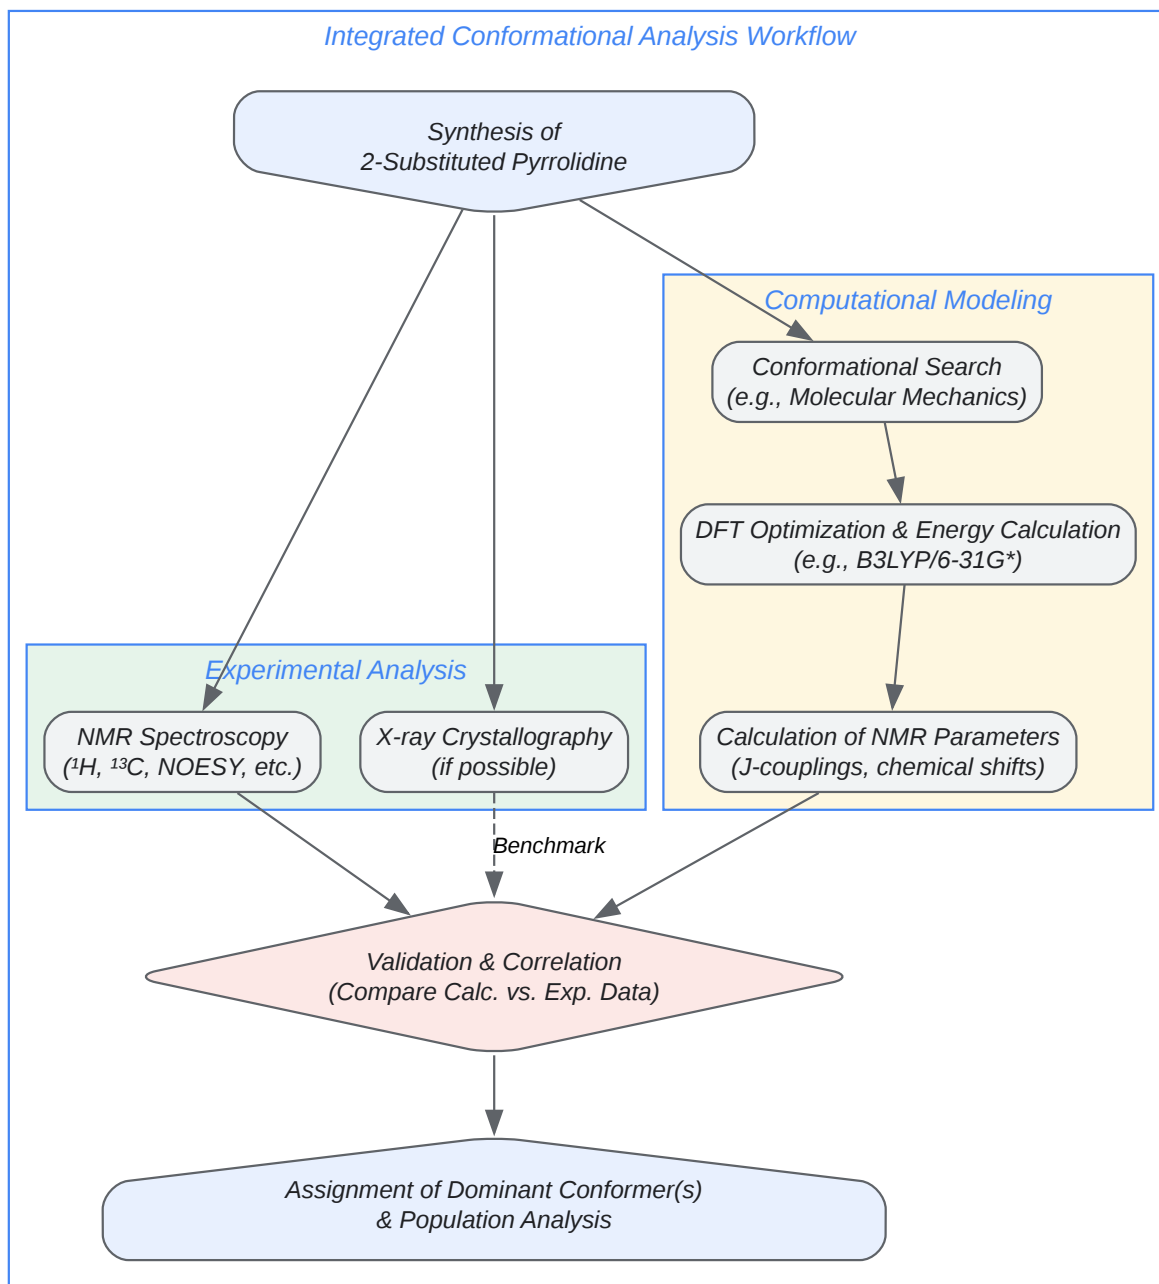 Integrated Conformational Analysis Workflow
Synthesis of
2-Substituted Pyrrolidine
Computational Modeling
Conformational Search
(e.g., Molecular Mechanics)
DFT Optimization & Energy Calculation
(e.g., B3LYP/6-31G*)
Experimental Analysis
NMR Spectroscopy
(¹H, ¹³C, NOESY, etc.)
X-ray Crystallography
(if possible)
Calculation of NMR Parameters
(J-couplings, chemical shifts)
Benchmark
Validation & Correlation
(Compare Calc. vs. Exp. Data)
Assignment of Dominant Conformer(s)
& Population Analysis